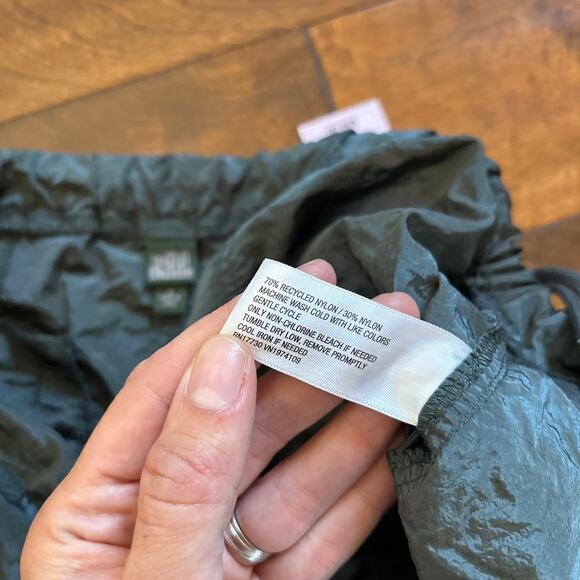 70% RECYCLED NYLON / 30% NYLON
MACHINE WASH COLD WITH LIKE COLORS
GENTLE CYCLE
ONLY NON-CHLORINE BLEACH IF NEEDED
TUMBLE DRY LOW, REMOVE PROMPTLY
COOL IRON IF NEEDED
RN17730 VN1974109